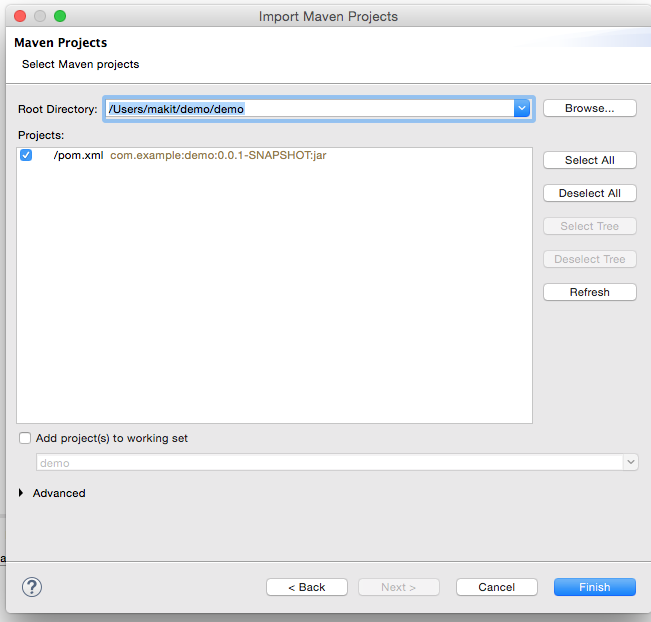 Import Maven Projects
Maven Projects
Select Maven projects
Root Directory: /Users/makit/demo/demo Browse...
Projects:
/pom.xml com.example:demo:0.0.1-SNAPSHOT:jar
Select All
Deselect All
Select Tree
Deselect Tree
Refresh
Add project(s) to working set
demo
Advanced
a
? < Back Next > Cancel Finish